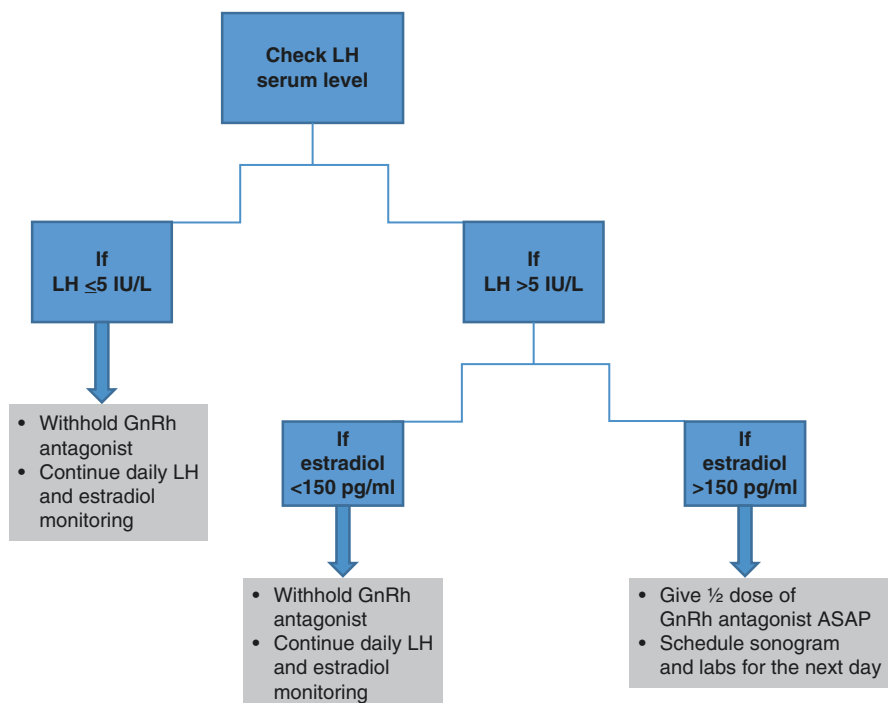 Check LH
serum level
If
LH ≤5 IU/L
If
LH >5 IU/L
• Withhold GnRh
antagonist
• Continue daily LH
and estradiol
monitoring
If
estradiol
<150 pg/ml
If
estradiol
>150 pg/ml
• Withhold GnRh
antagonist
• Continue daily LH
and estradiol
monitoring
• Give ½ dose of
GnRh antagonist ASAP
• Schedule sonogram
and labs for the next day